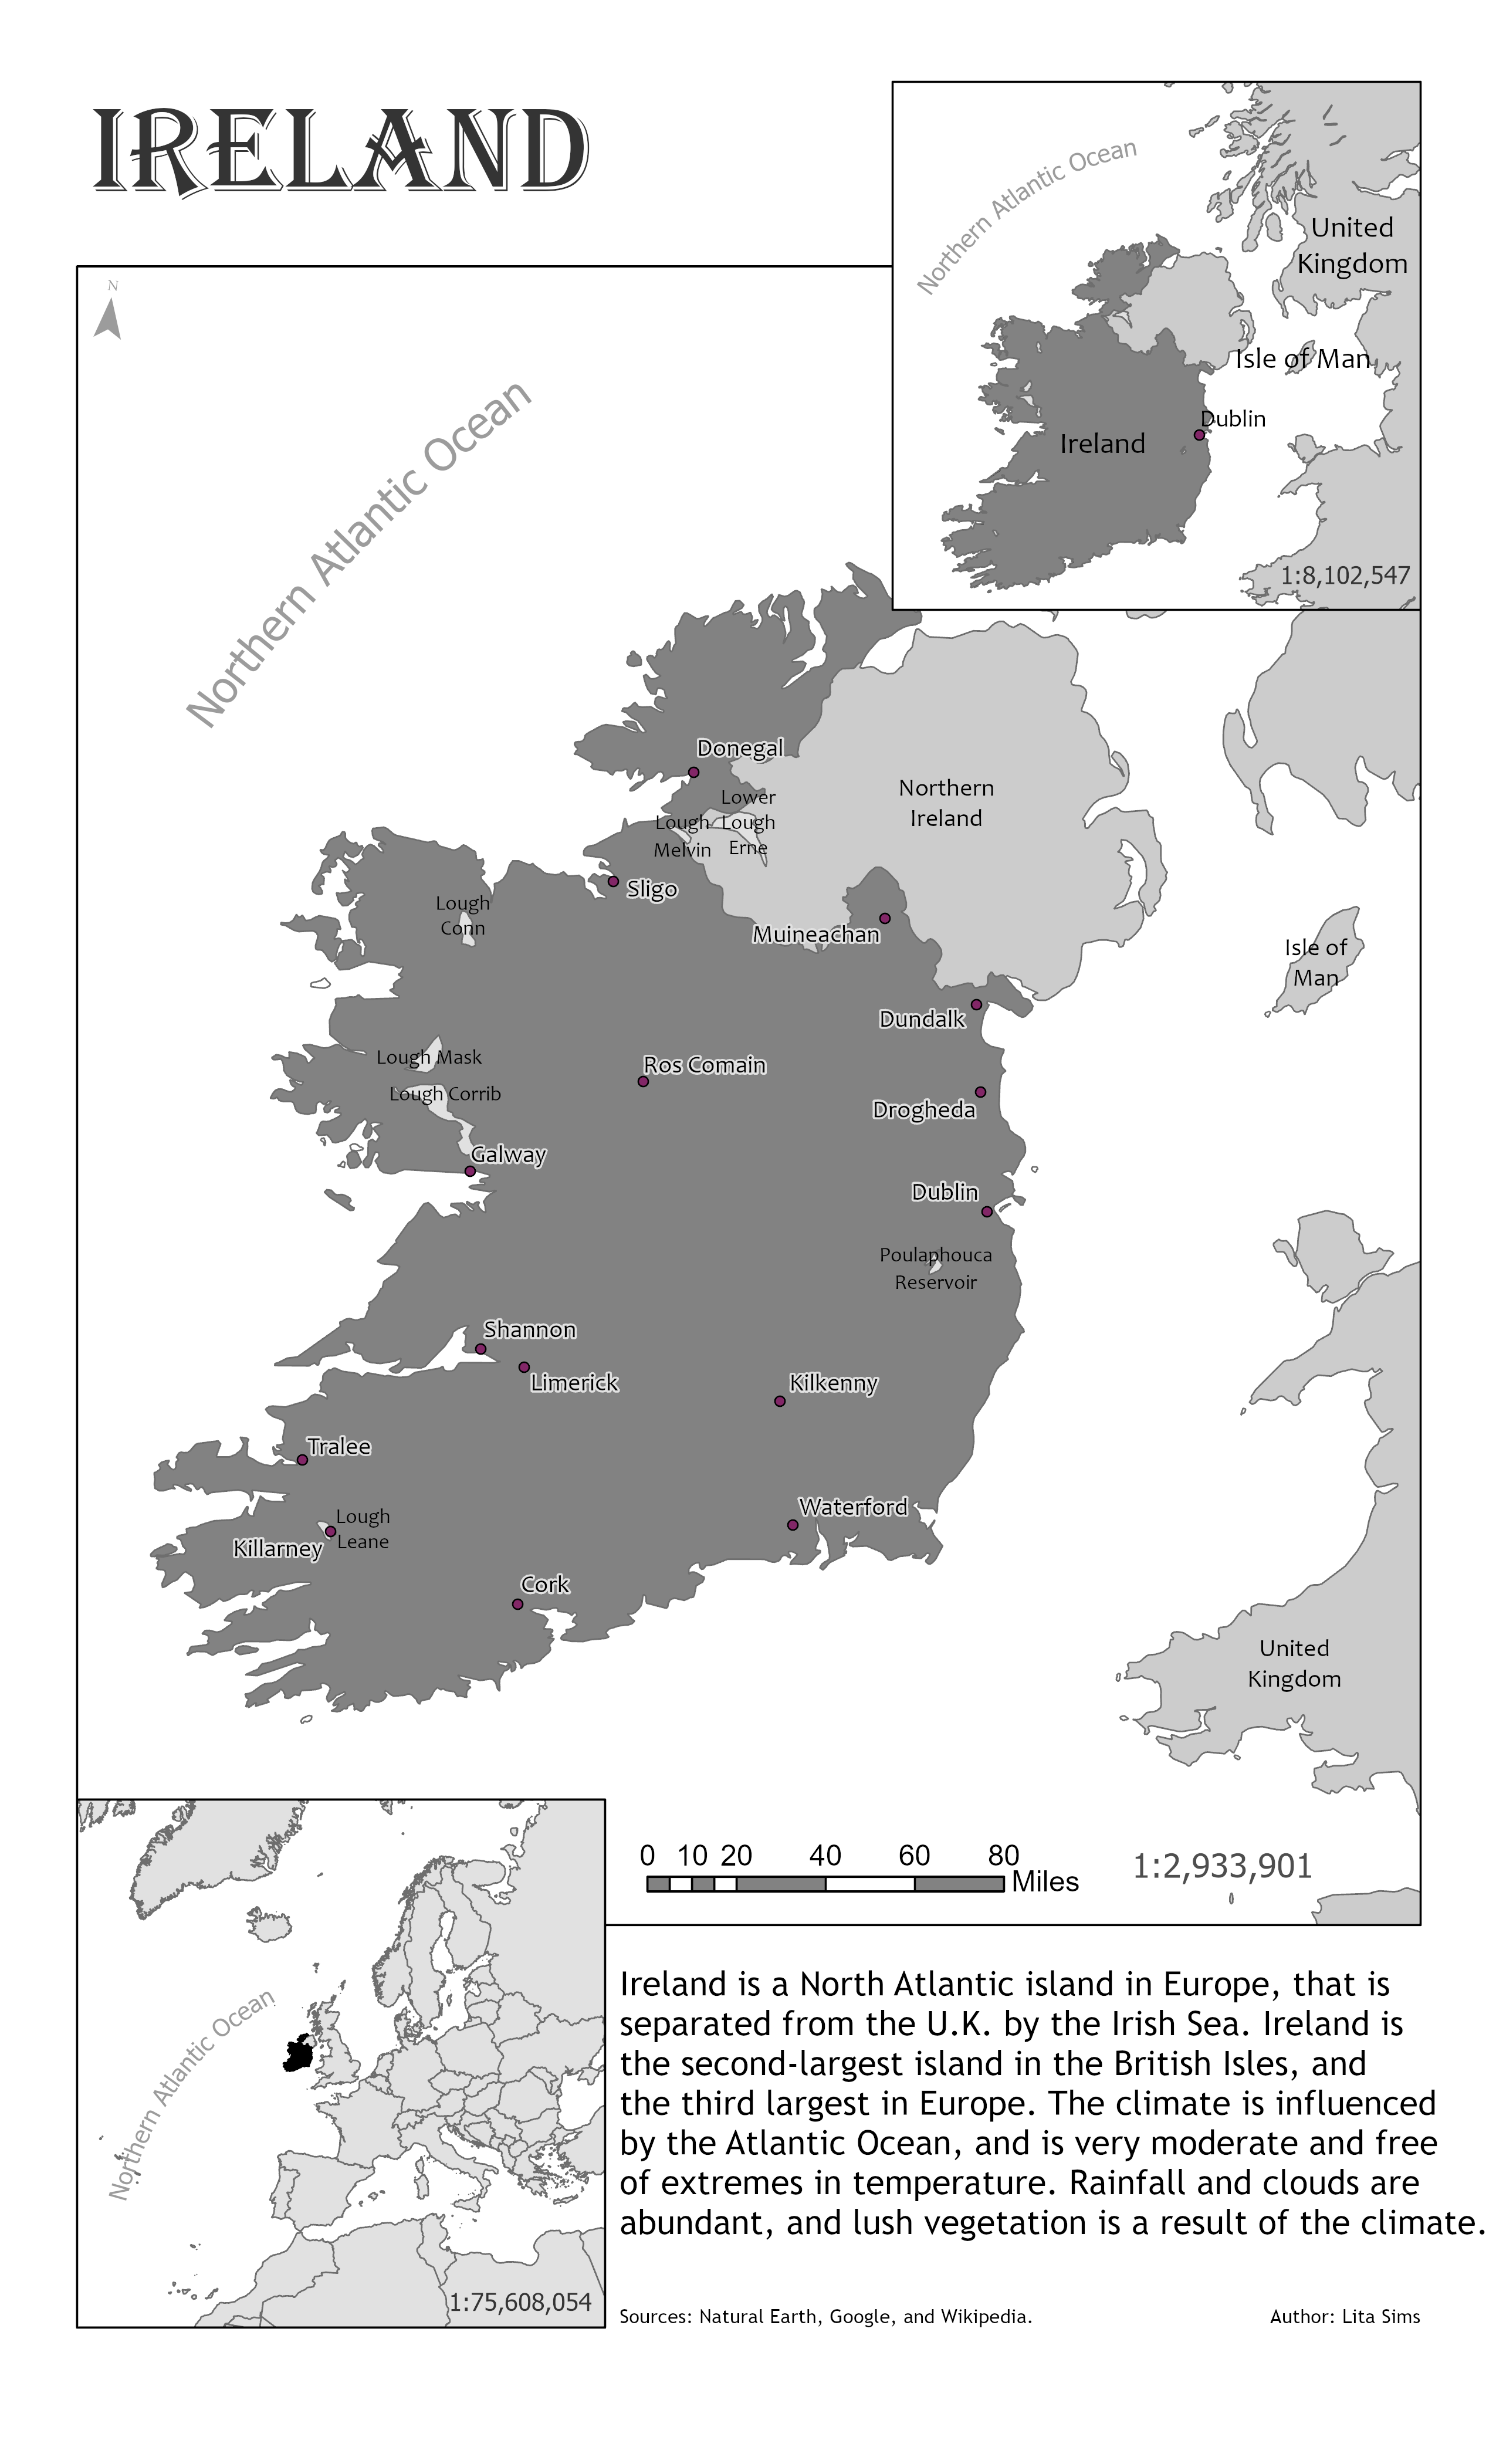 IRELAND
N
Northern Atlantic Ocean
Northern Atlantic Ocean
United
Kingdom
Isle of Man
Dublin
Ireland
1:8,102,547
Donegal
Northern
Ireland
Lower
Lough
Erne
Lough
Melvin
Sligo
Lough
Conn
Muineachan
Isle of
Man
Dundalk
Lough Mask
Ros Comain
Lough Corrib
Drogheda
Galway
Dublin
Poulaphouca
Reservoir
Shannon
Limerick
Kilkenny
Tralee
Waterford
Lough
Leane
Killarney
Cork
United
Kingdom
0 10 20 40 60 80
Miles
1:2,933,901
Northern Atlantic Ocean
1:75,608,054
Ireland is a North Atlantic island in Europe, that is
separated from the U.K. by the Irish Sea. Ireland is
the second-largest island in the British Isles, and
the third largest in Europe. The climate is influenced
by the Atlantic Ocean, and is very moderate and free
of extremes in temperature. Rainfall and clouds are
abundant, and lush vegetation is a result of the climate.
Sources: Natural Earth, Google, and Wikipedia.
Author: Lita Sims